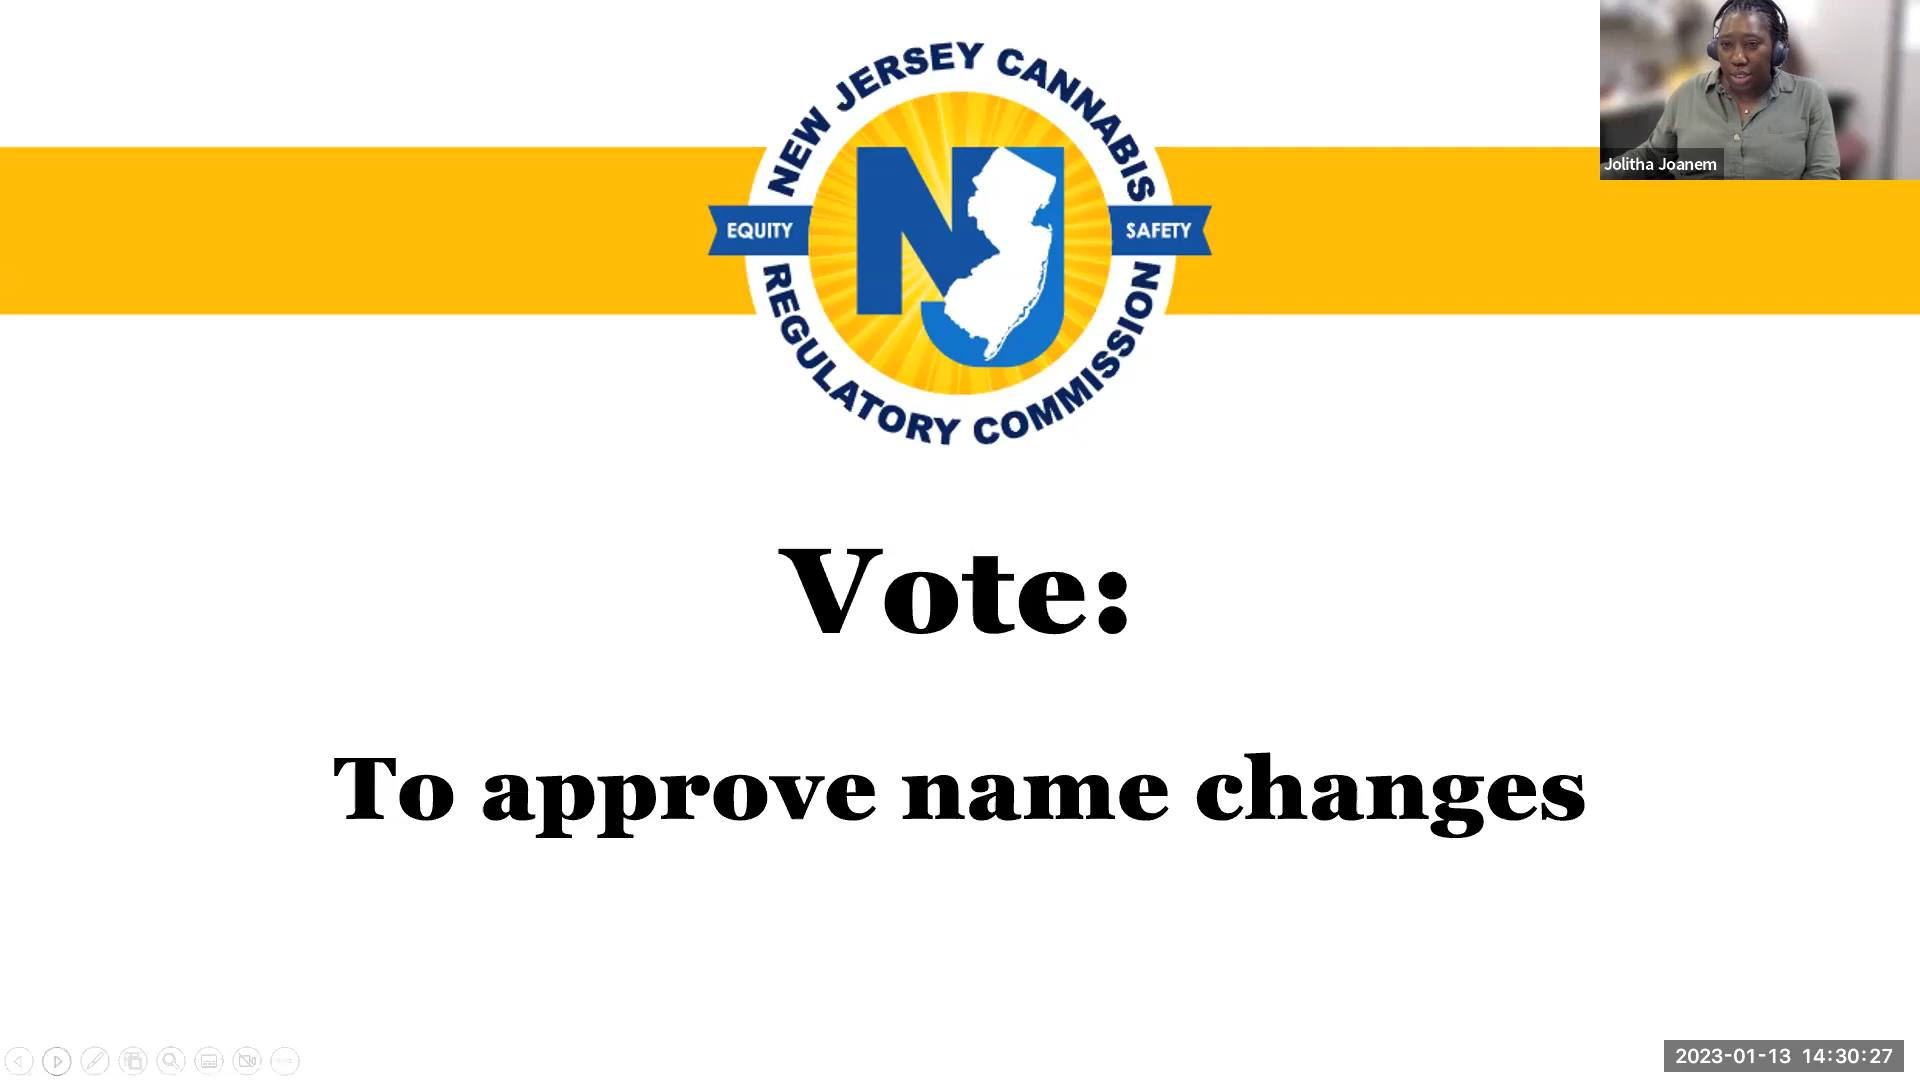 NEW JERSEY CANNABIS
EQUITY
NJ
SAFETY
REGULATORY COMMISSION
Jolitha Joanem
Vote:
To approve name changes
2023-01-13 14:30:27